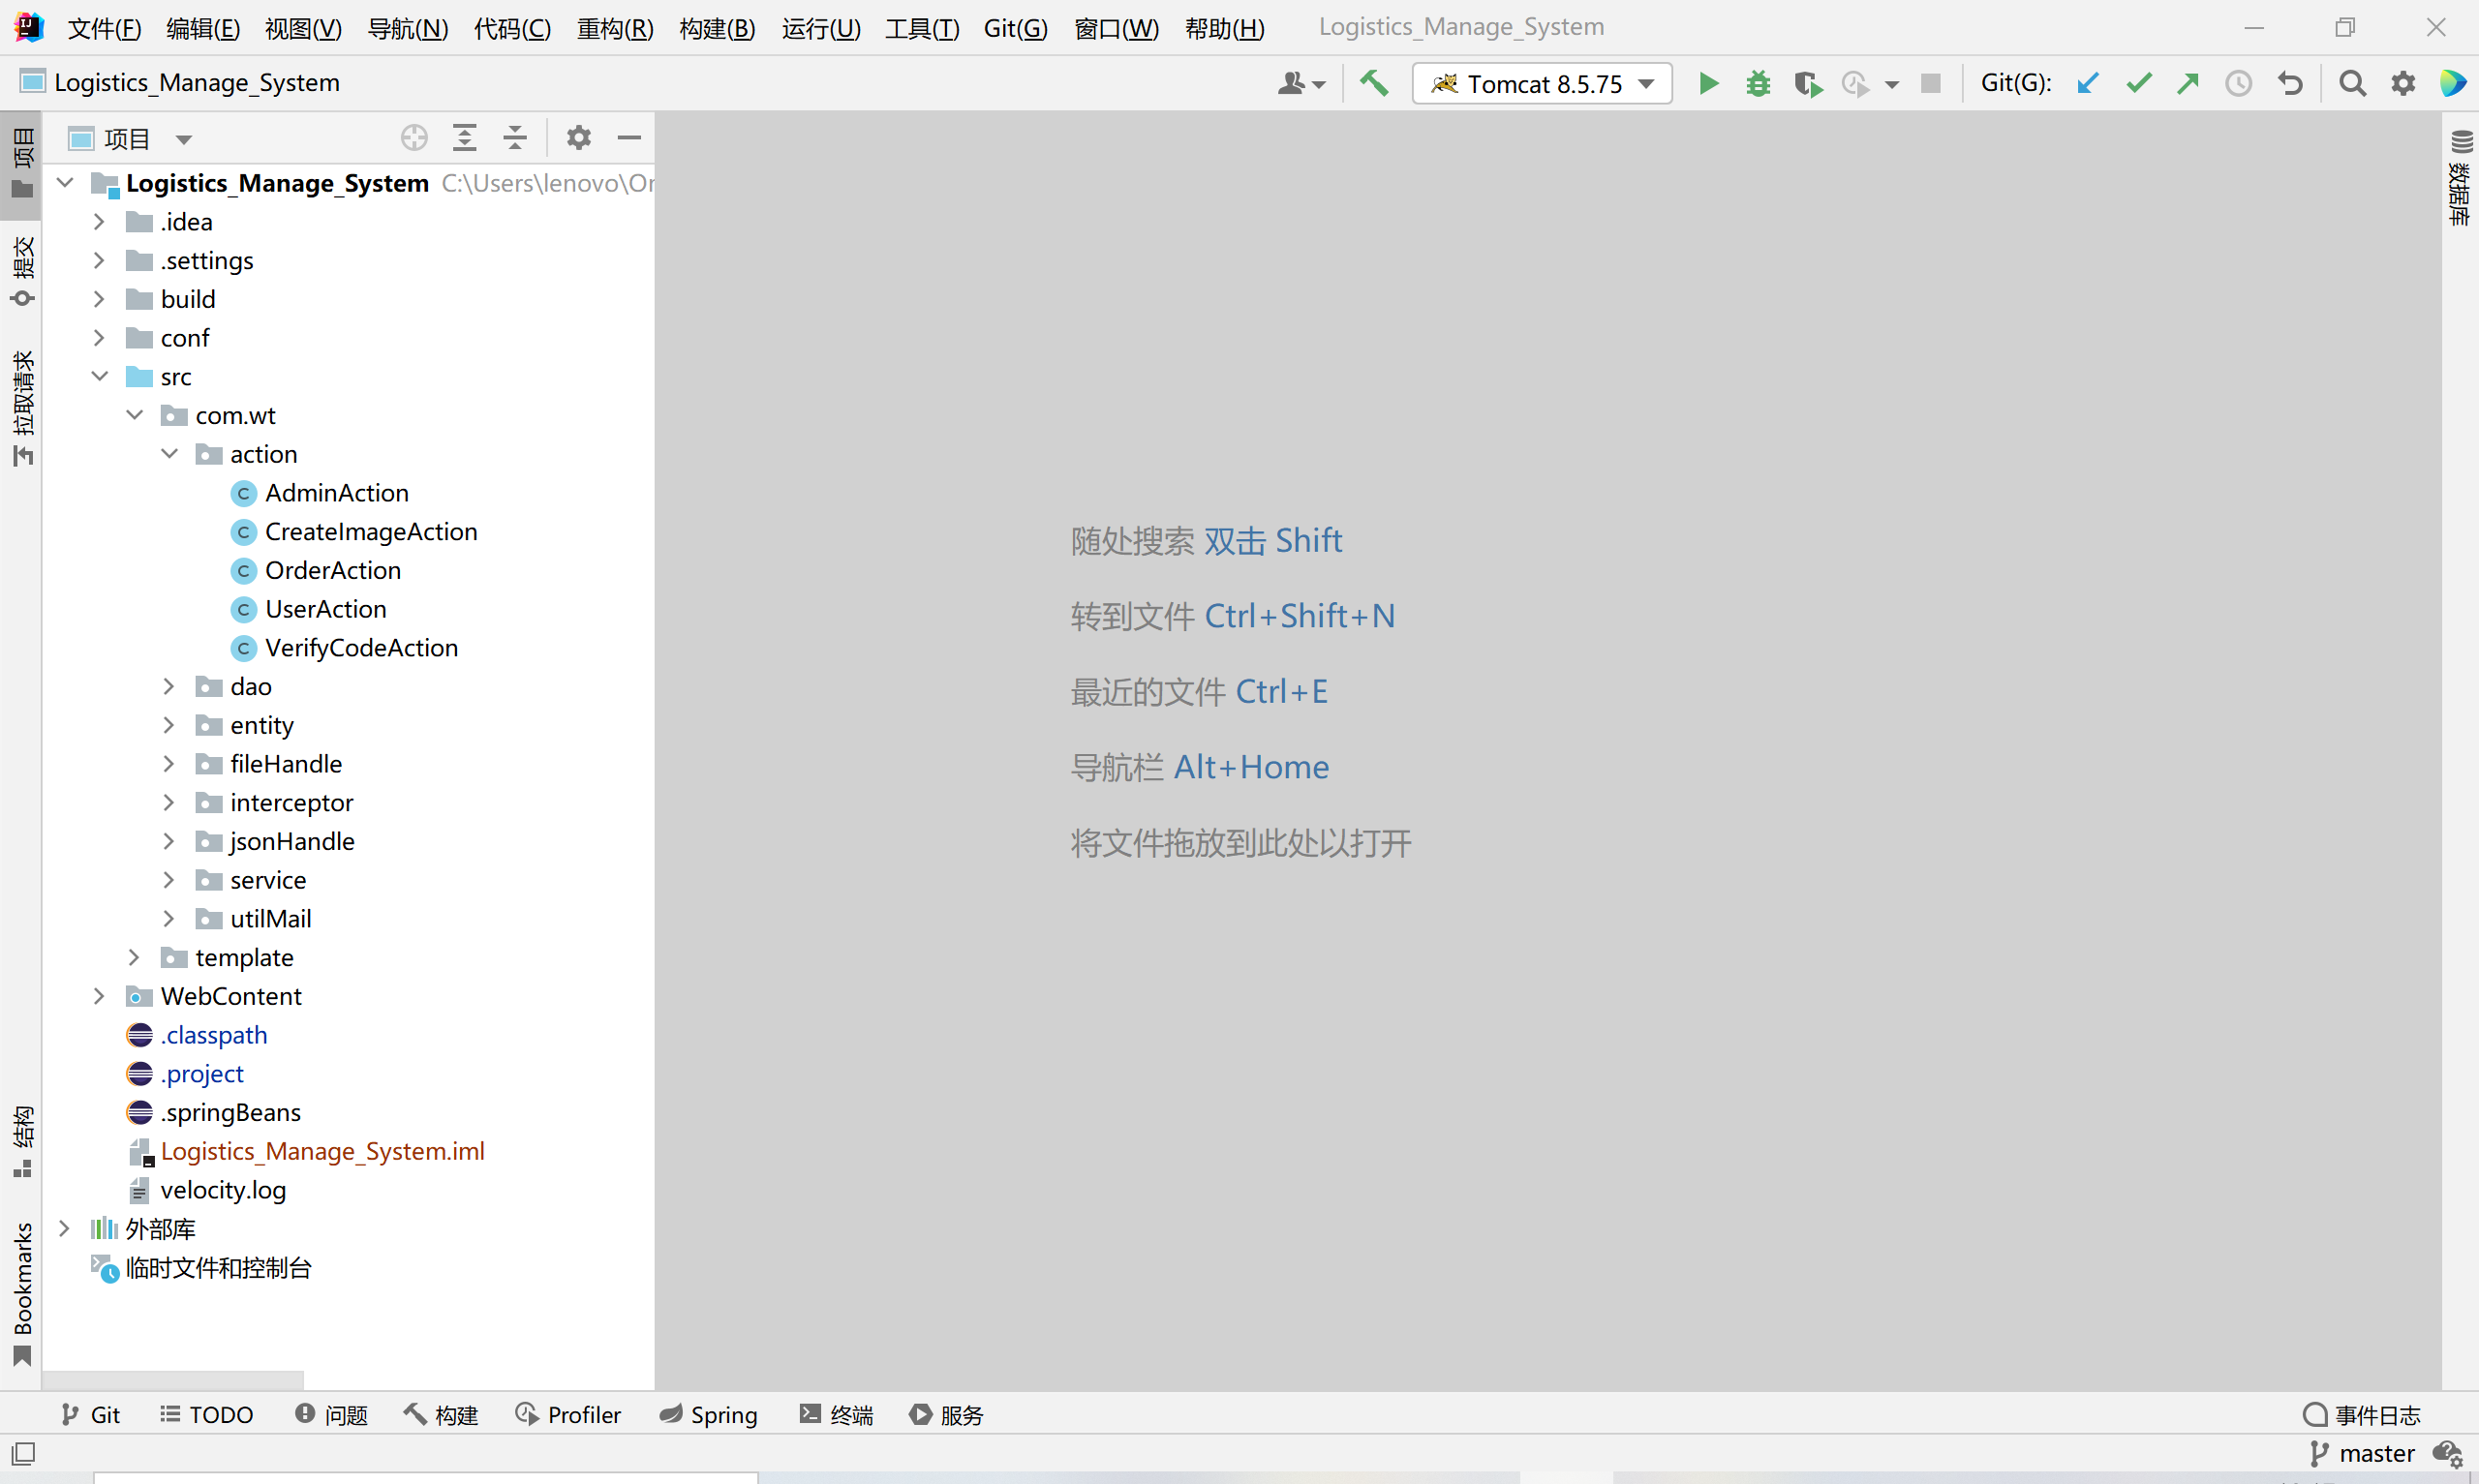 文件(F) 编辑(E) 视图(V) 导航(N) 代码(C) 重构(R) 构建(B) 运行(U) 工具(T) Git(G) 窗口(W) 帮助(H) Logistics_Manage_System
Logistics_Manage_System Tomcat 8.5.75 Git(G):
项目
提交
拉取请求
结构
Bookmarks
项目
Logistics_Manage_System C:\Users\lenovo\Or
.idea
.settings
build
conf
src
com.wt
action
AdminAction
CreateImageAction
OrderAction
UserAction
VerifyCodeAction
dao
entity
fileHandle
interceptor
jsonHandle
service
utilMail
template
WebContent
.classpath
.project
.springBeans
Logistics_Manage_System.iml
velocity.log
外部库
临时文件和控制台
随处搜索 双击 Shift
转到文件 Ctrl+Shift+N
最近的文件 Ctrl+E
导航栏 Alt+Home
将文件拖放到此处以打开
数据库
Git TODO 问题 构建 Profiler Spring 终端 服务 事件日志
master